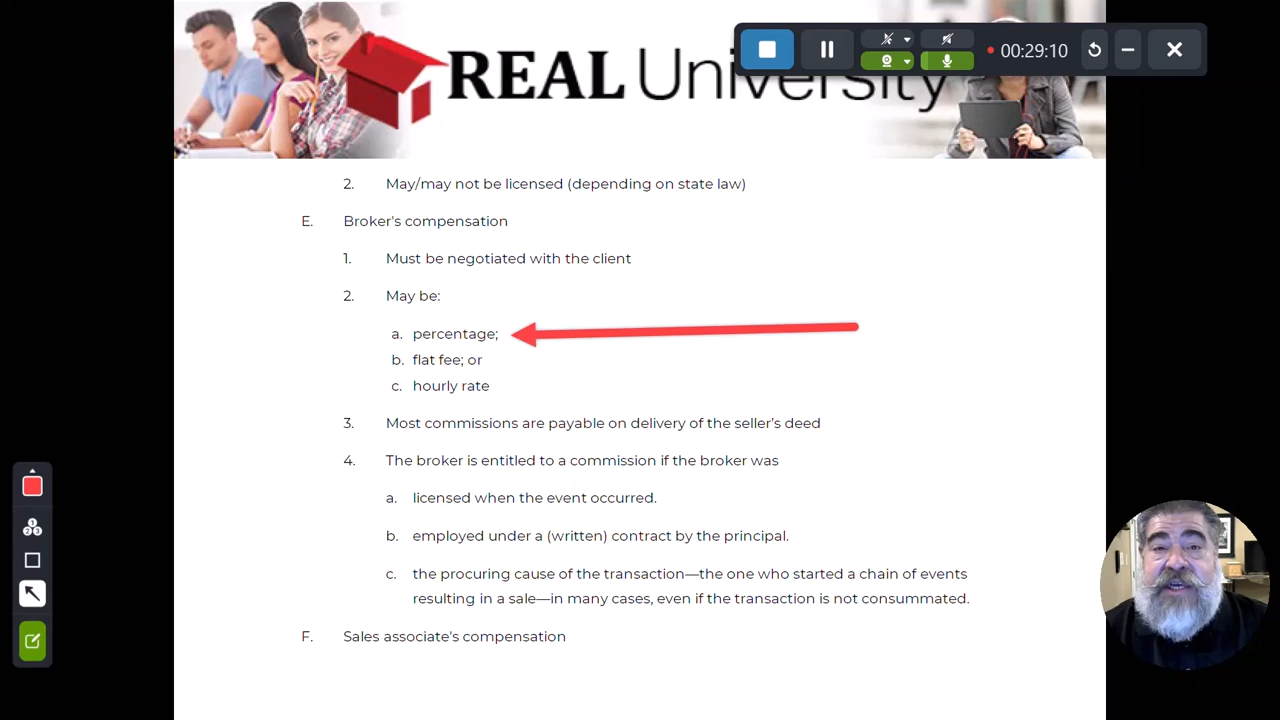 REAL University
00:29:10
2. May/may not be licensed (depending on state law)
E. Broker's compensation
1. Must be negotiated with the client
2. May be:
a. percentage;
b. flat fee; or
c. hourly rate
3. Most commissions are payable on delivery of the seller's deed
4. The broker is entitled to a commission if the broker was
a. licensed when the event occurred.
b. employed under a (written) contract by the principal.
c. the procuring cause of the transaction—the one who started a chain of events
resulting in a sale—in many cases, even if the transaction is not consummated.
F. Sales associate's compensation